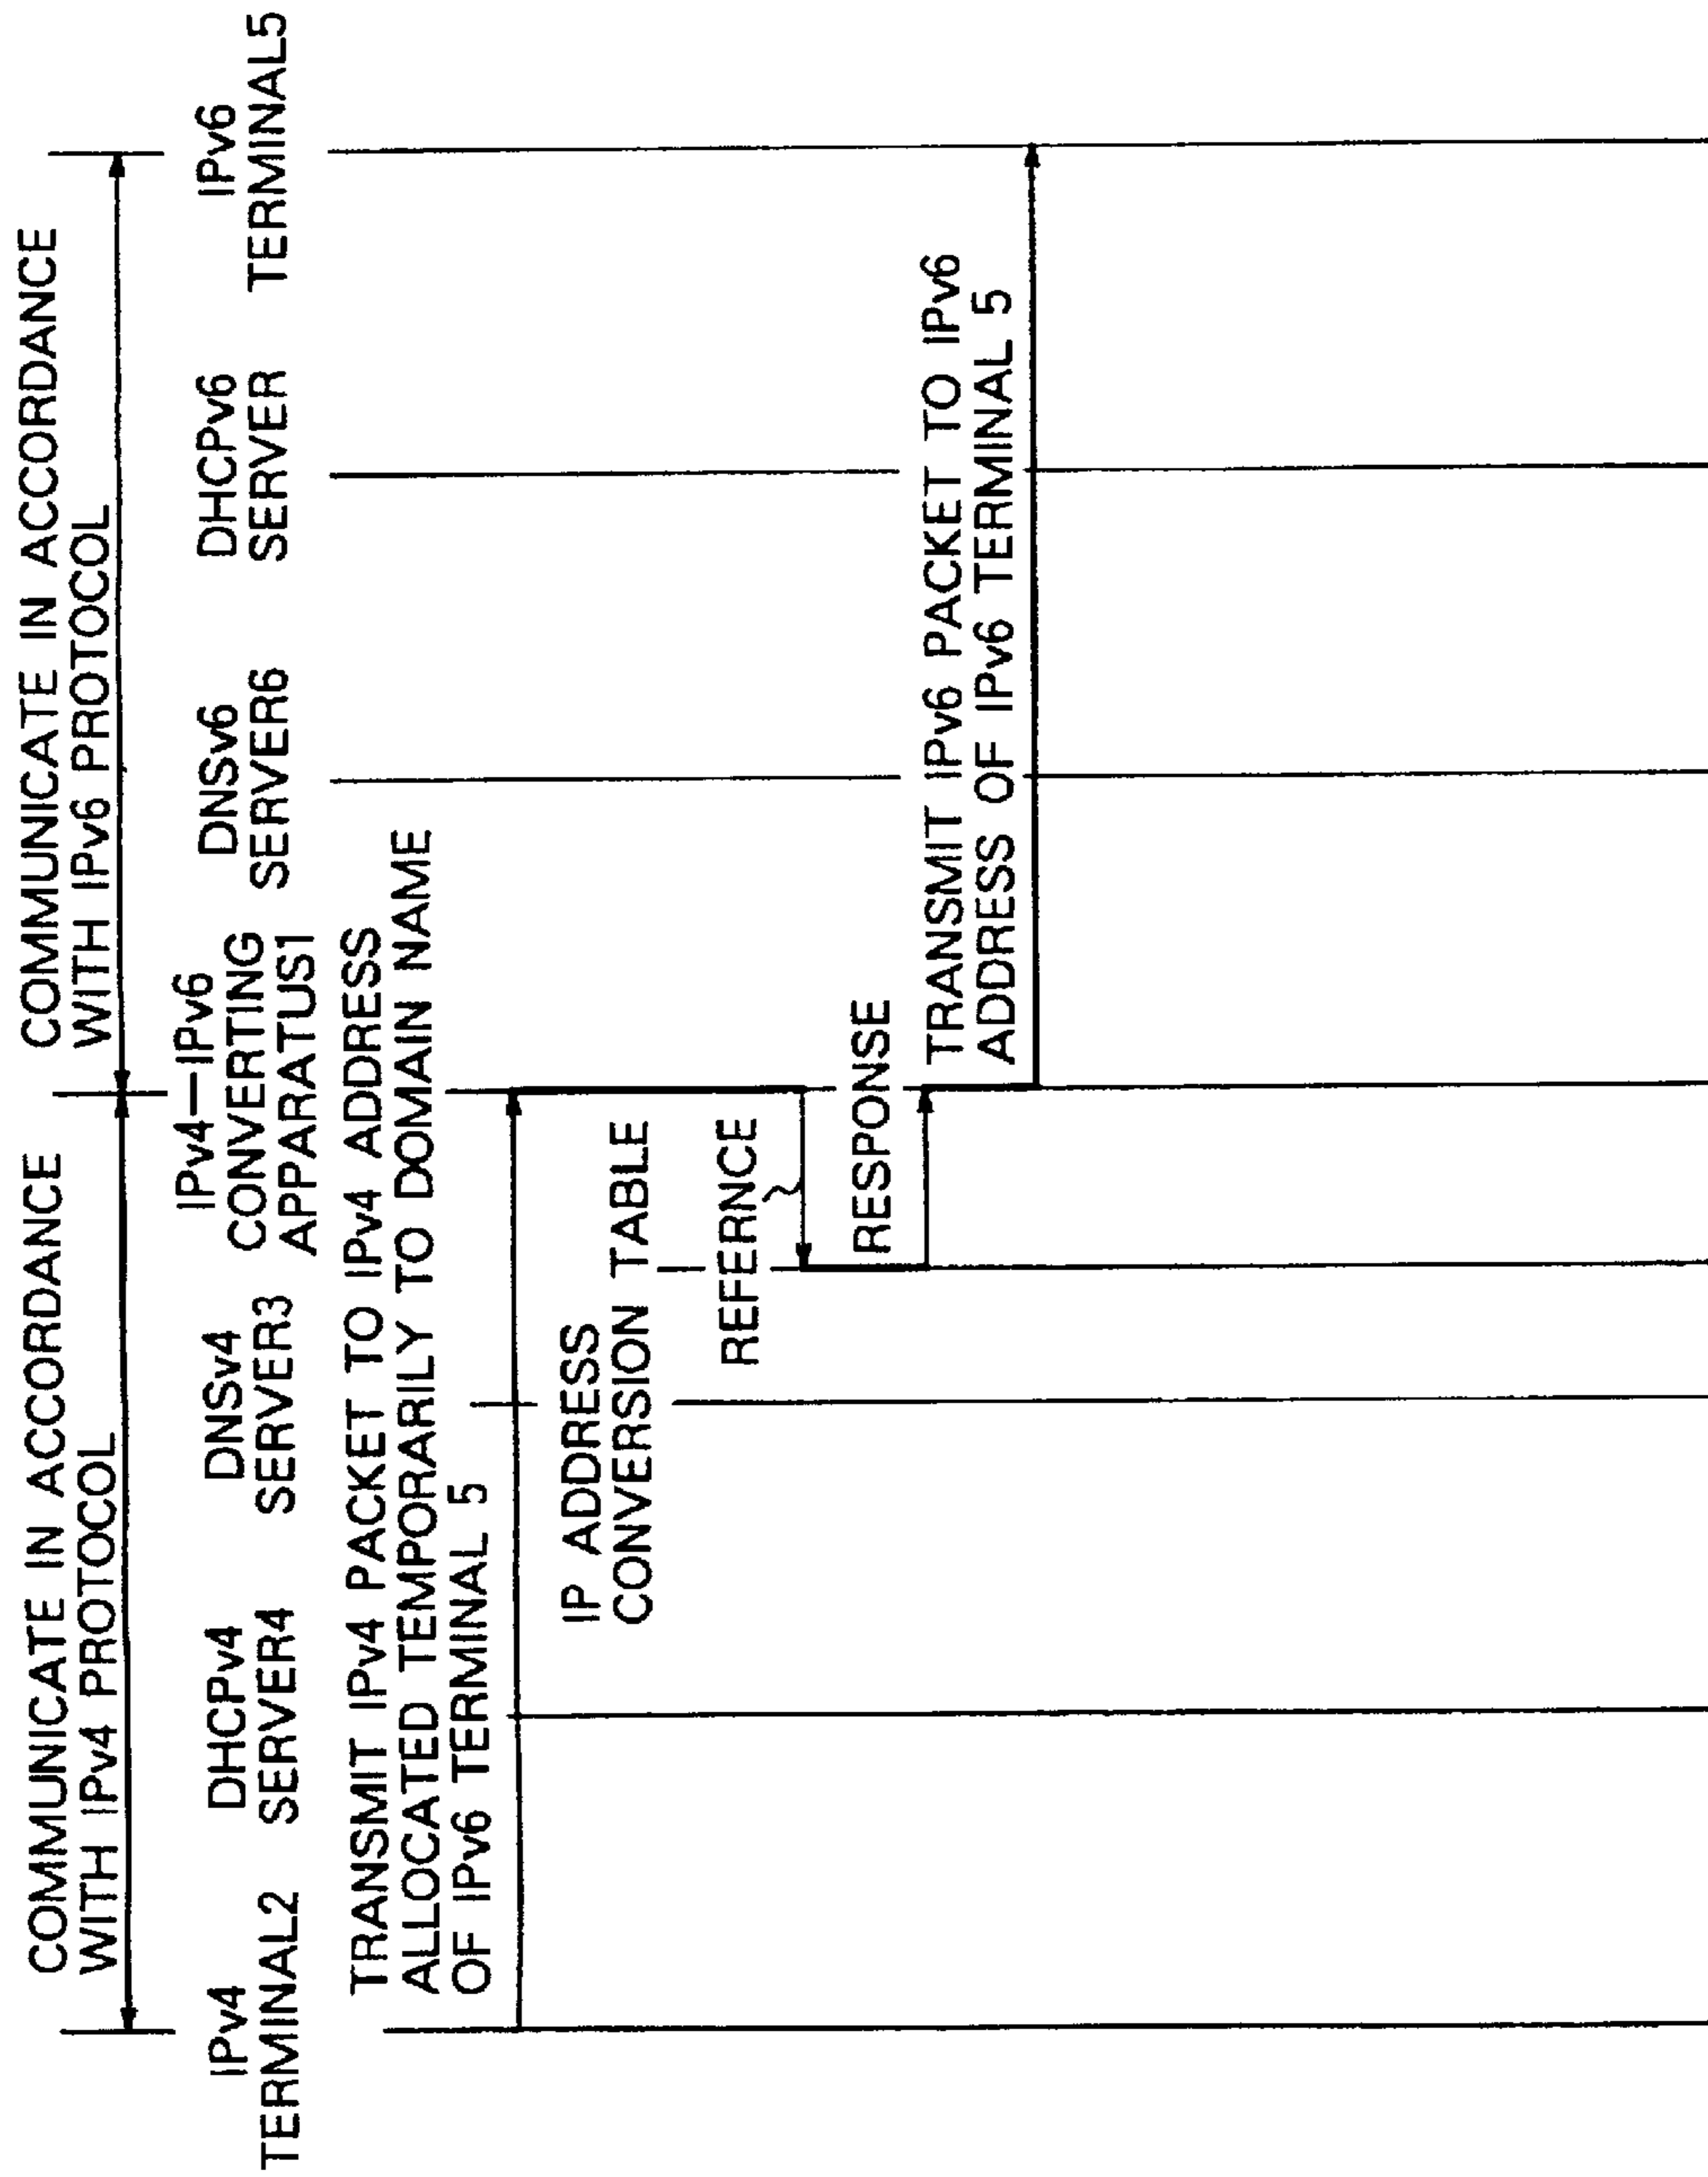 COMMUNICATE IN ACCORDANCE
WITH IPv4 PROTOCOL
COMMUNICATE IN ACCORDANCE
WITH IPv6 PROTOCOL
IPv4
TERMINAL2
DHCPv4
SERVER4
DNSv4
SERVER3
IPv4—IPv6
CONVERTING
APPARATUS1
DNSv6
SERVER6
DHCPv6
SERVER
IPv6
TERMINAL5
TRANSMIT IPv4 PACKET TO IPv4 ADDRESS
ALLOCATED TEMPORARILY TO DOMAIN NAME
OF IPv6 TERMINAL 5
IP ADDRESS
CONVERSION TABLE
REFERNCE
RESPONSE
TRANSMIT IPv6 PACKET TO IPv6
ADDRESS OF IPv6 TERMINAL 5